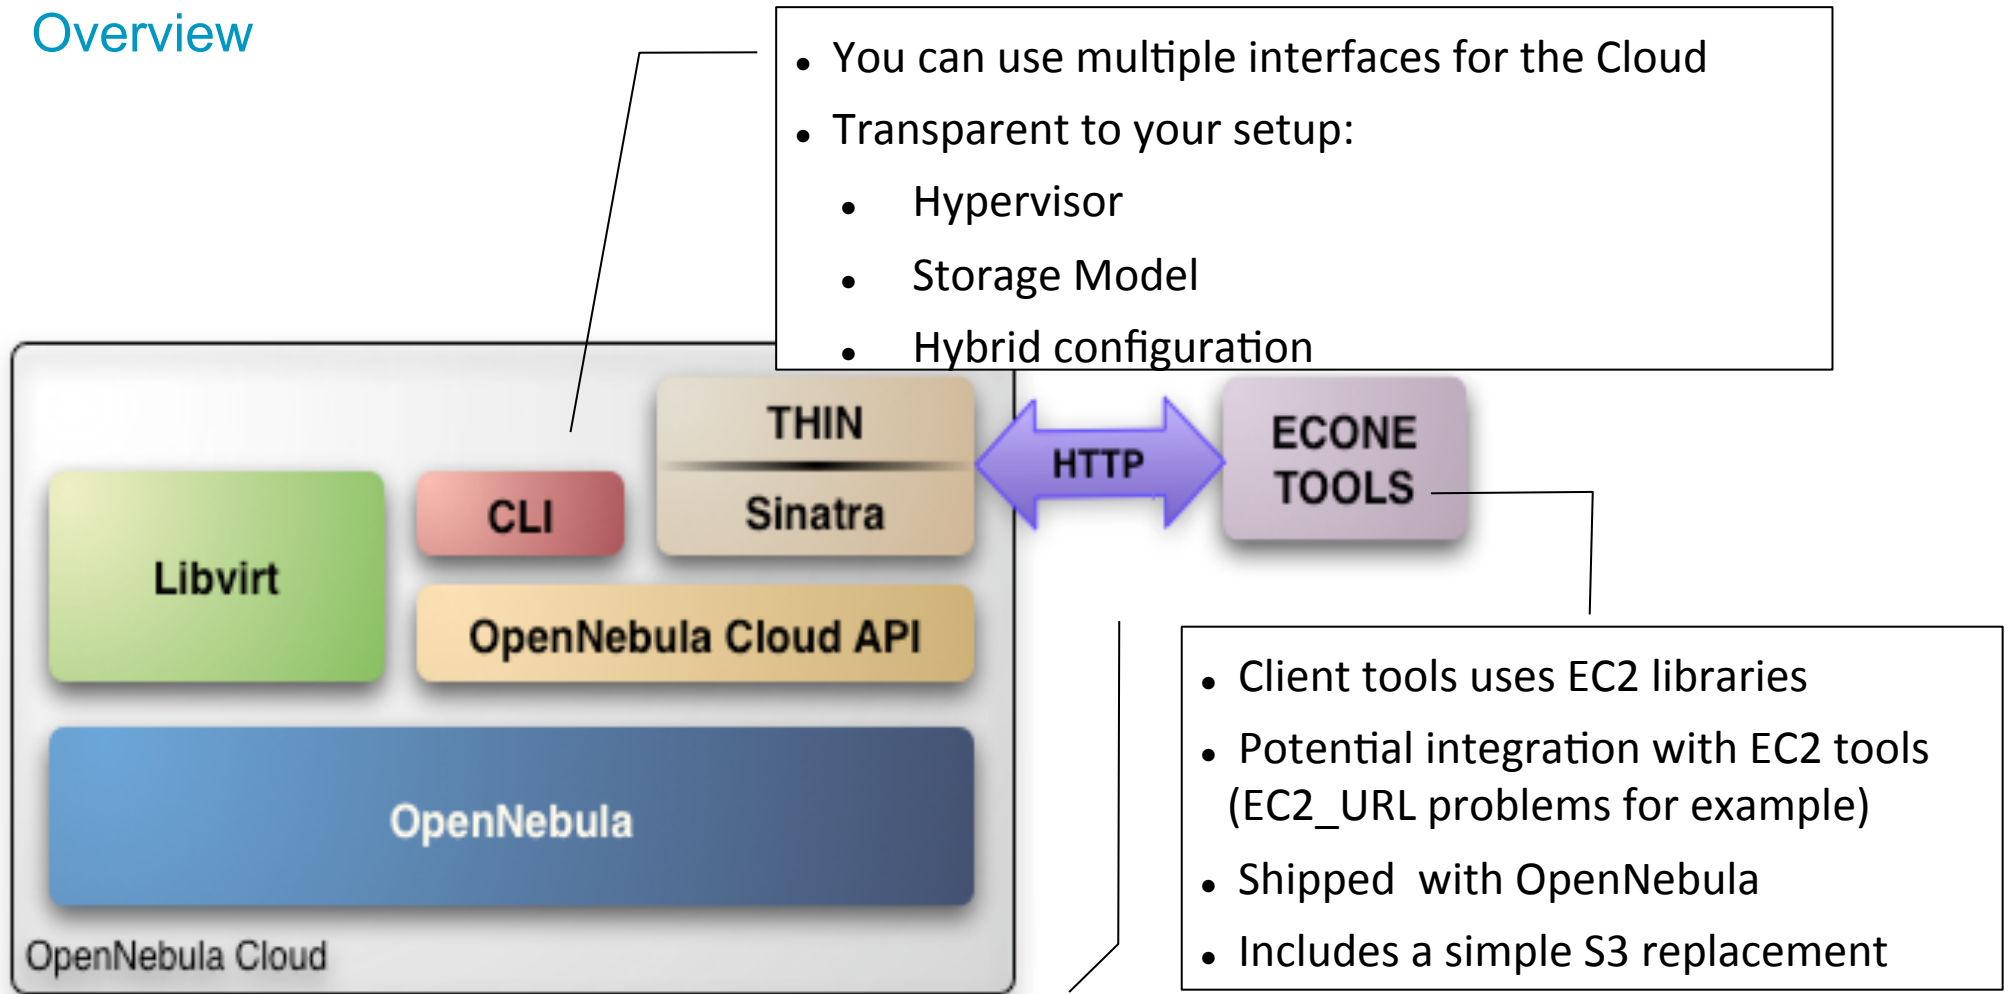 Overview
• You can use multiple interfaces for the Cloud
• Transparent to your setup:
• Hypervisor
• Storage Model
• Hybrid configuration
THIN
Sinatra
HTTP
ECONE
TOOLS
CLI
Libvirt
OpenNebula Cloud API
OpenNebula
OpenNebula Cloud
• Client tools uses EC2 libraries
• Potential integration with EC2 tools
(EC2_URL problems for example)
• Shipped with OpenNebula
• Includes a simple S3 replacement